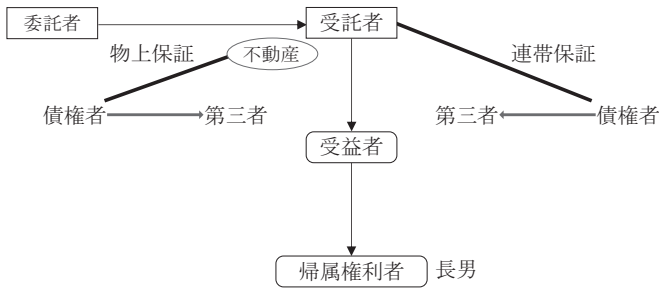 委託者
受託者
物上保証
不動産
連帯保証
債権者
第三者
第三者
債権者
受益者
帰属権利者
長男